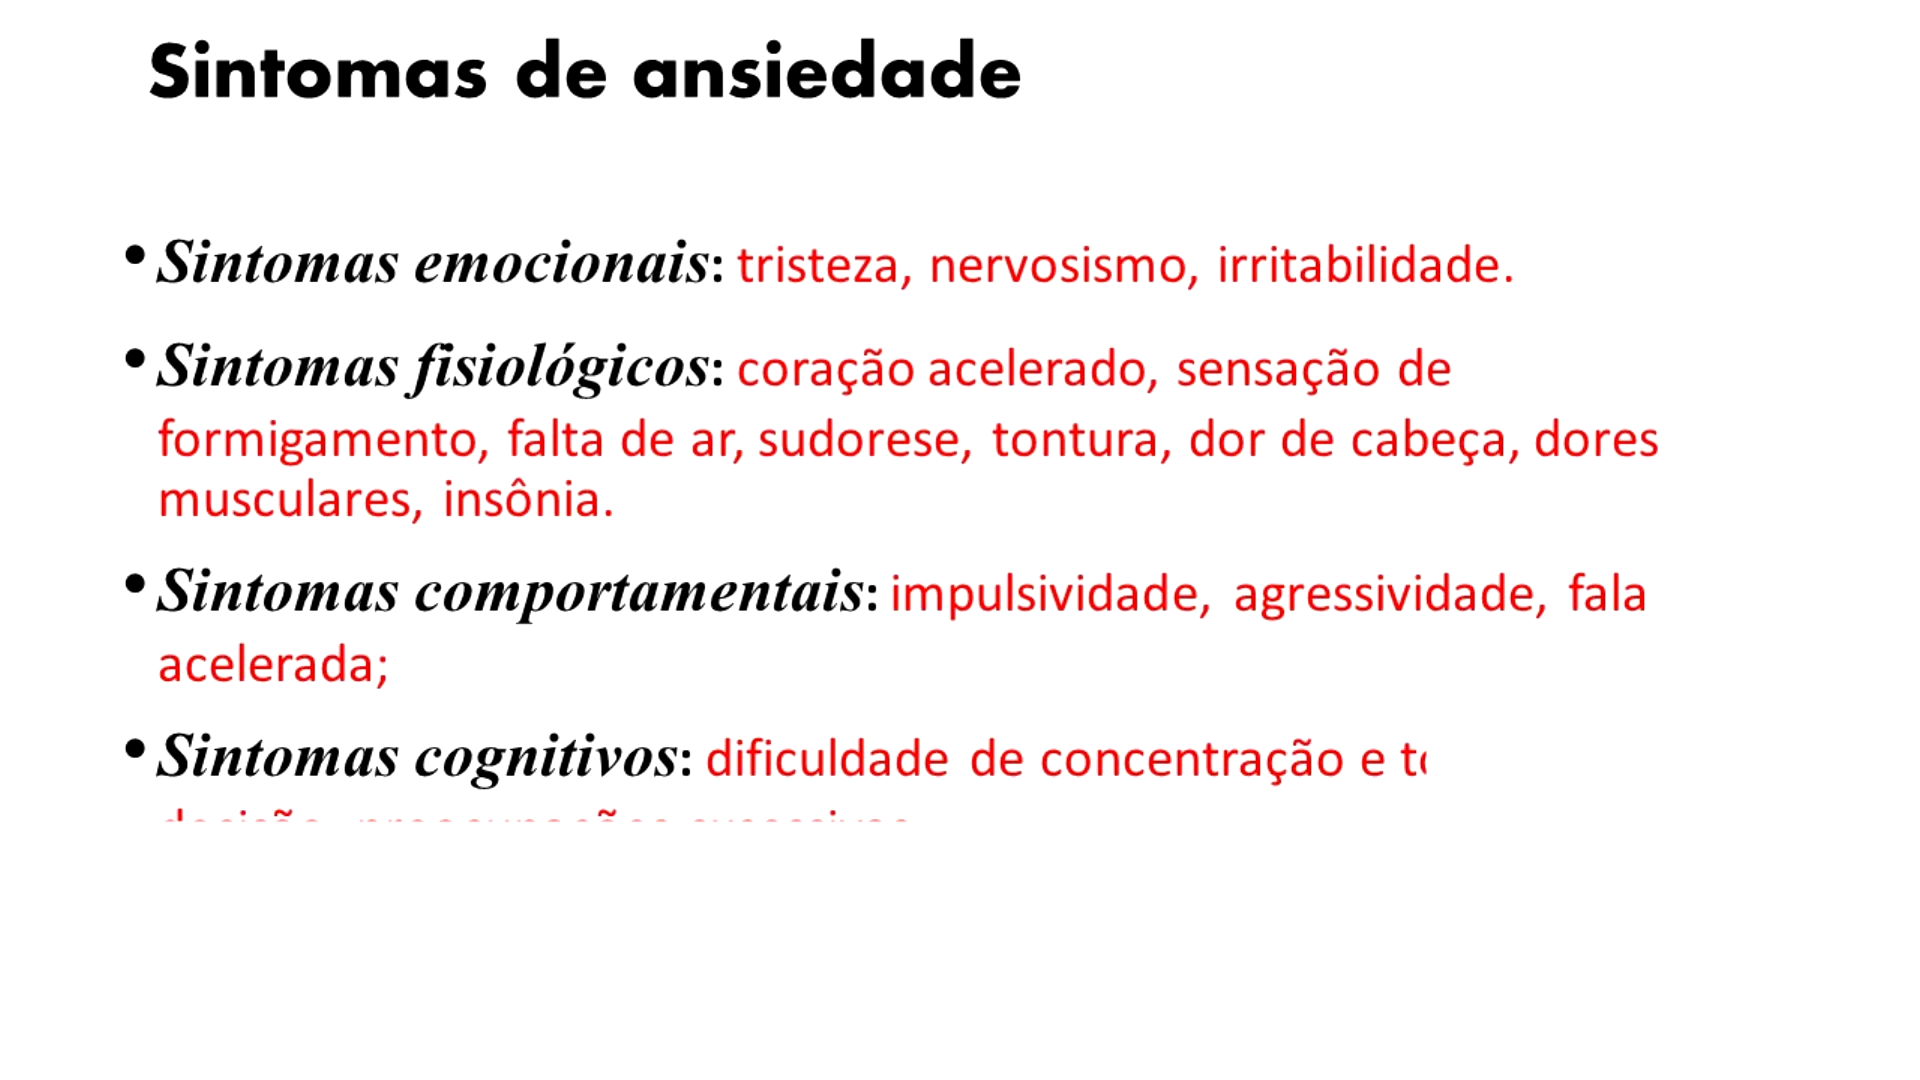 Sintomas de ansiedade
• Sintomas emocionais: tristeza, nervosismo, irritabilidade.
• Sintomas fisiológicos: coração acelerado, sensação de
formigamento, falta de ar, sudorese, tontura, dor de cabeça, dores
musculares, insônia.
• Sintomas comportamentais: impulsividade, agressividade, fala
acelerada;
• Sintomas cognitivos: dificuldade de concentração e